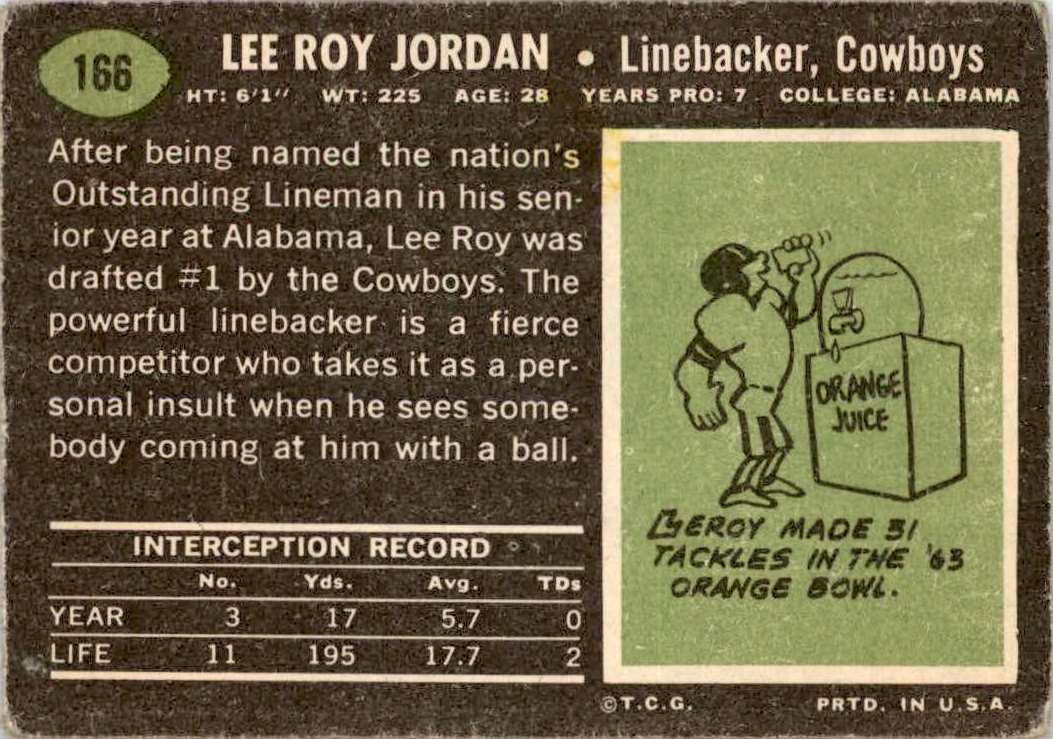 166
LEE ROY JORDAN • Linebacker, Cowboys
HT: 6'1" WT: 225 AGE: 28 YEARS PRO: 7 COLLEGE: ALABAMA
After being named the nation's
Outstanding Lineman in his sen-
ior year at Alabama, Lee Roy was
drafted #1 by the Cowboys. The
powerful linebacker is a fierce
competitor who takes it as a per-
sonal insult when he sees some-
body coming at him with a ball.
INTERCEPTION RECORD
No. Yds. Avg. TDs
YEAR 3 17 5.7 0
LIFE 11 195 17.7 2
ORANGE
JUICE
LEROY MADE 31
TACKLES IN THE '63
ORANGE BOWL.
©T.C.G. PRTD. IN U.S.A.